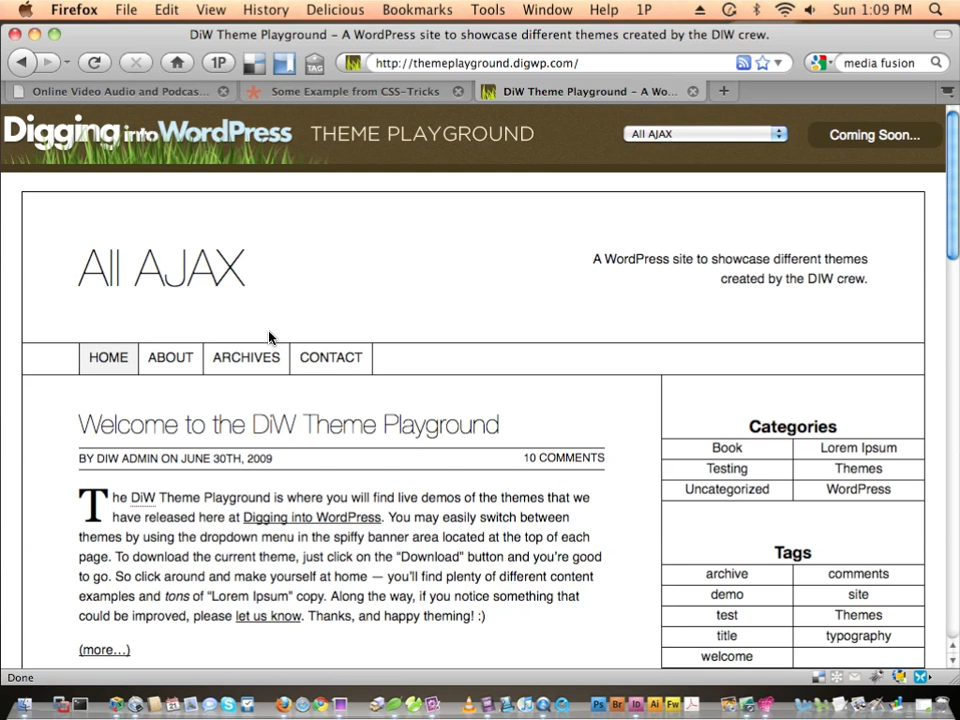 Firefox File Edit View History Delicious Bookmarks Tools Window Help 1P Sun 1:09 PM
DiW Theme Playground – A WordPress site to showcase different themes created by the DIW crew.
1P http://themeplayground.digwp.com/ media fusion
Online Video Audio and Podcas... Some Example from CSS-Tricks DiW Theme Playground – A Wo...
Digging into WordPress THEME PLAYGROUND All AJAX Coming Soon...
All AJAX
A WordPress site to showcase different themes
created by the DIW crew.
HOME ABOUT ARCHIVES CONTACT
Welcome to the DiW Theme Playground
BY DIW ADMIN ON JUNE 30TH, 2009 10 COMMENTS
The DiW Theme Playground is where you will find live demos of the themes that we
have released here at Digging into WordPress. You may easily switch between
themes by using the dropdown menu in the spiffy banner area located at the top of each
page. To download the current theme, just click on the “Download” button and you’re good
to go. So click around and make yourself at home — you’ll find plenty of different content
examples and tons of “Lorem Ipsum” copy. Along the way, if you notice something that
could be improved, please let us know. Thanks, and happy theming! :)
(more...)
Categories
Book Lorem Ipsum
Testing Themes
Uncategorized WordPress
Tags
archive comments
demo site
test Themes
title typography
welcome
Done
Ps Br Id Ai Fw